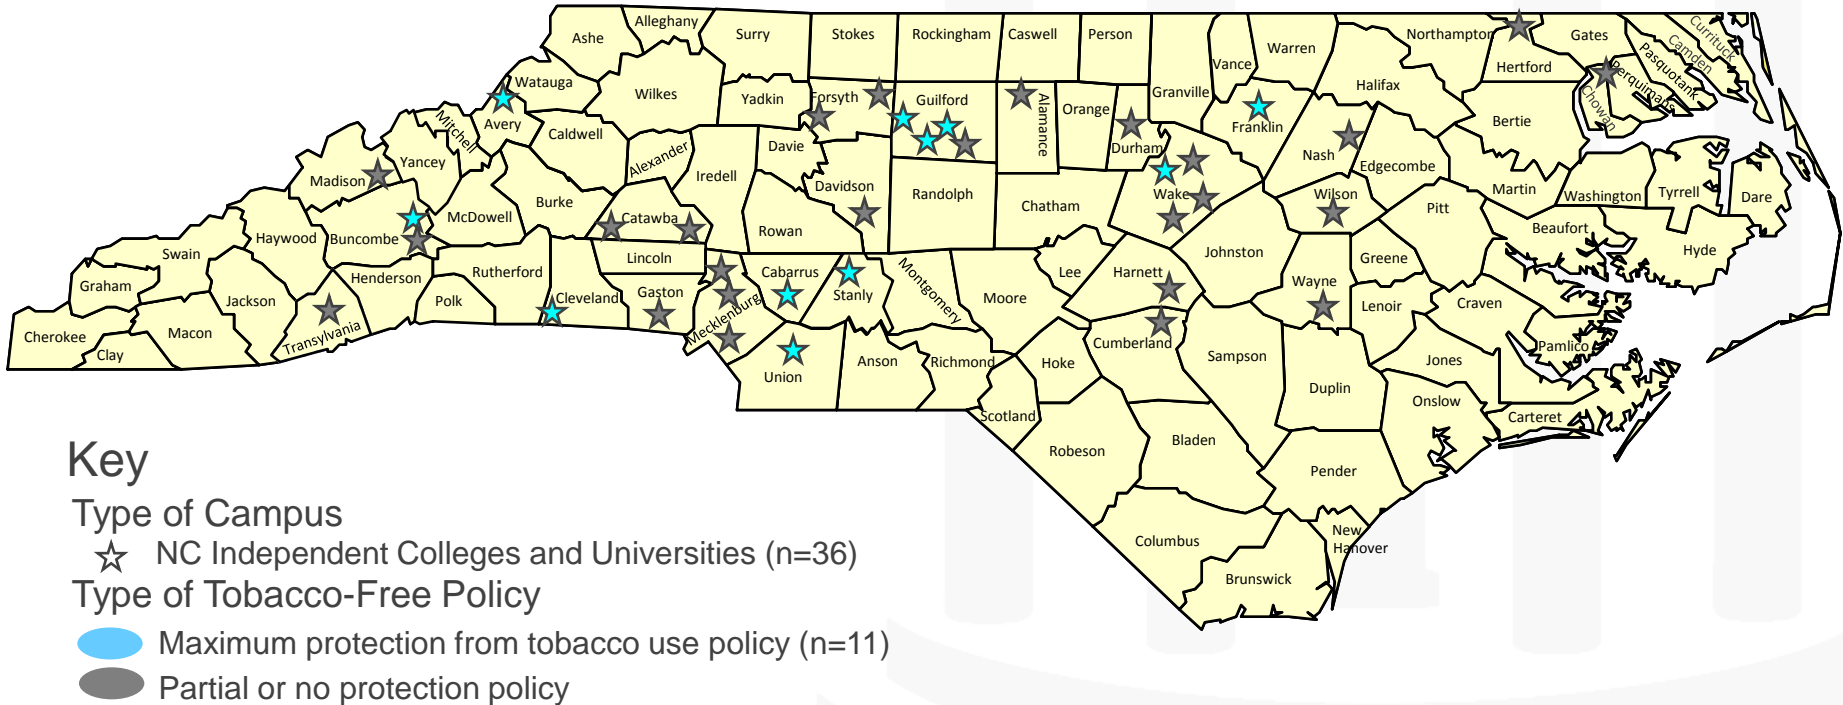 Alleghany
Ashe
Surry
Stokes
Rockingham
Caswell
Person
Granville
Vance
Warren
Northampton
Gates
Currituck
Camden
Pasquotank
Perquimans
Chowan
Hertford
Halifax
Bertie
Watauga
Wilkes
Yadkin
Forsyth
Guilford
Alamance
Orange
Durham
Franklin
Nash
Edgecombe
Martin
Washington
Tyrrell
Dare
Avery
Mitchell
Caldwell
Yancey
Madison
Alexander
Iredell
Davie
Davidson
Randolph
Chatham
Wake
Wilson
Pitt
Beaufort
Hyde
McDowell
Burke
Catawba
Rowan
Johnston
Greene
Buncombe
Haywood
Swain
Graham
Henderson
Rutherford
Lincoln
Cabarrus
Stanly
Montgomery
Moore
Lee
Harnett
Wayne
Lenoir
Craven
Pamlico
Jackson
Polk
Cleveland
Gaston
Mecklenburg
Cherokee
Clay
Macon
Transylvania
Union
Anson
Richmond
Hoke
Cumberland
Sampson
Duplin
Jones
Onslow
Carteret
Scotland
Robeson
Bladen
Pender
Columbus
New
Hanover
Brunswick
Key
Type of Campus
NC Independent Colleges and Universities (n=36)
Type of Tobacco-Free Policy
Maximum protection from tobacco use policy (n=11)
Partial or no protection policy